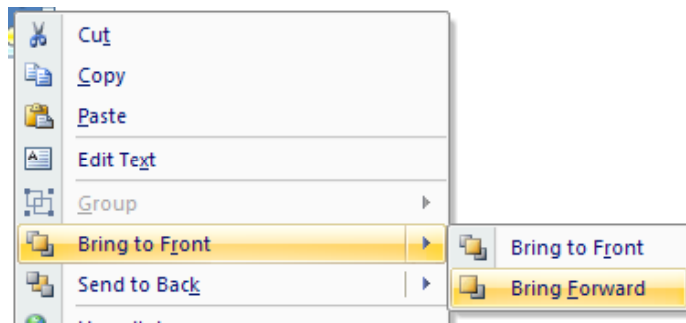 Cut
Copy
Paste
Edit Text
Group
Bring to Front
Bring to Front
Send to Back
Bring Forward